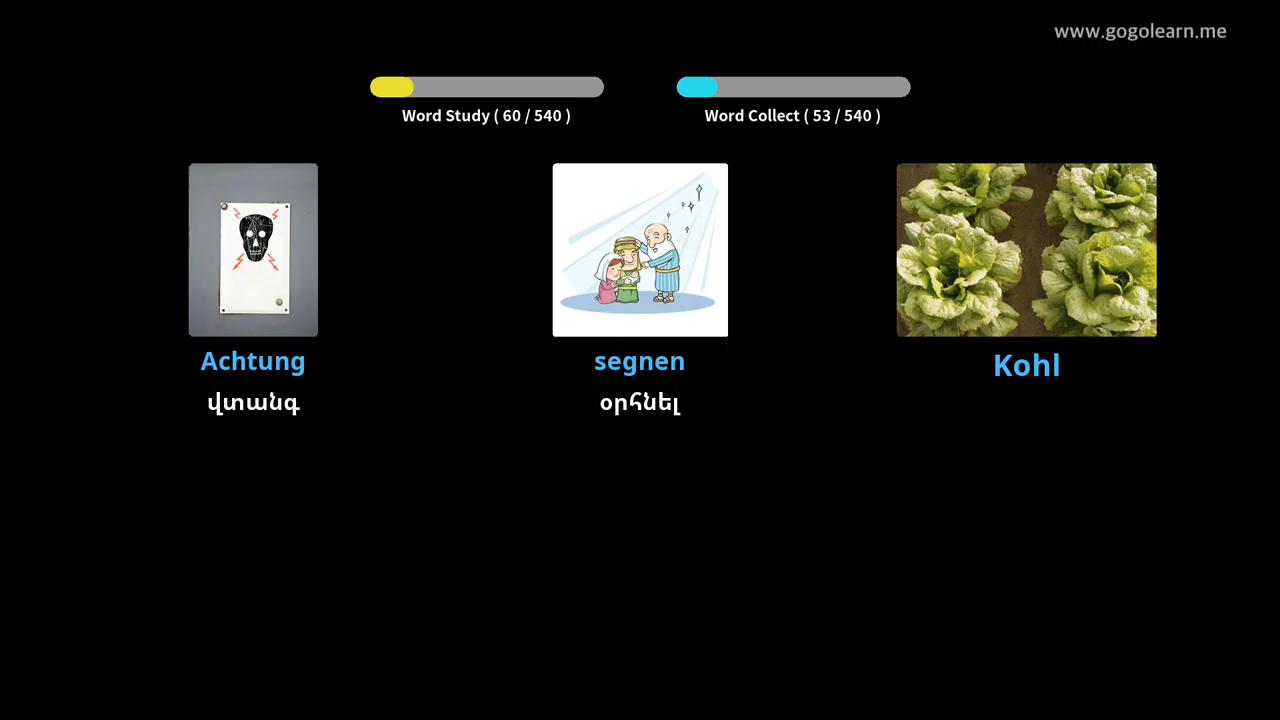 www.gogolearn.me
Word Study ( 60 / 540 )
Word Collect ( 53 / 540 )
Achtung
վտանգ
segnen
օրհնել
Kohl